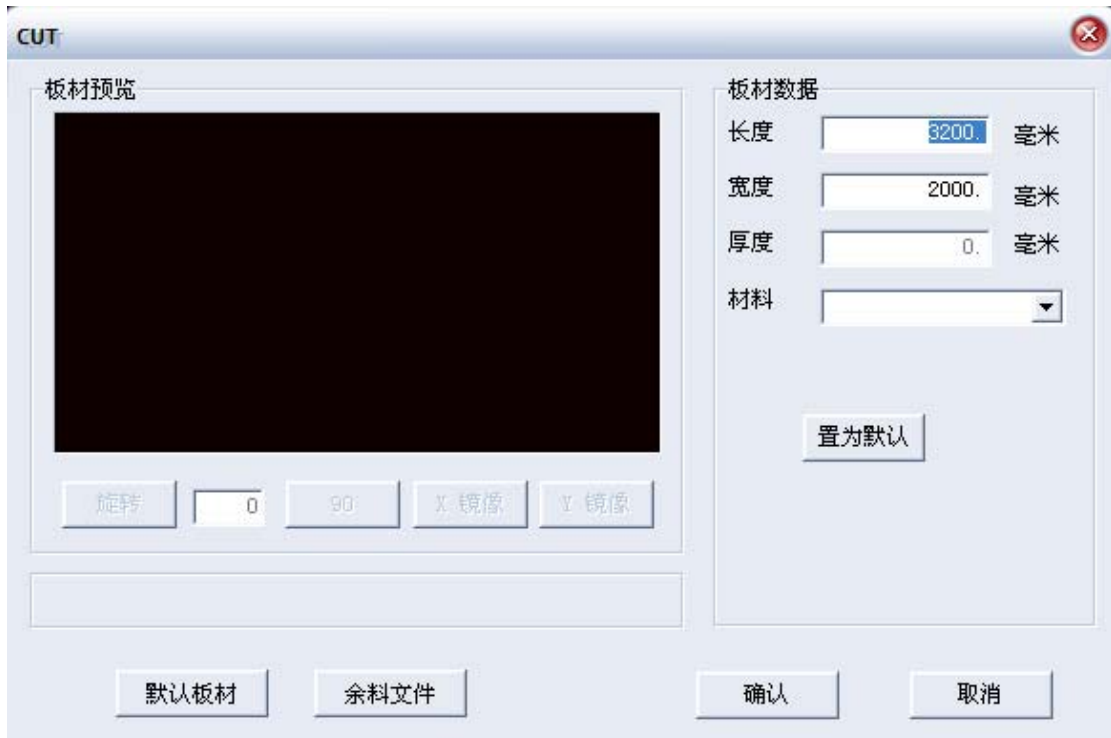 CUT
板材预览
旋转
0
90
X 镜像
Y 镜像
板材数据
长度 3200. 毫米
宽度 2000. 毫米
厚度 0. 毫米
材料
置为默认
默认板材
余料文件
确认
取消